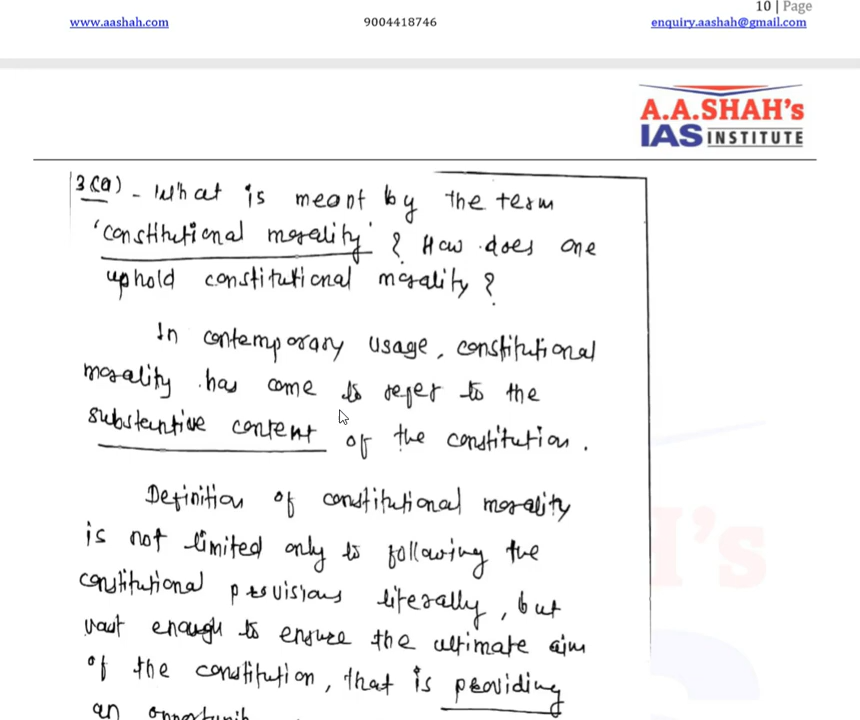 10 | Page
www.aashah.com 9004418746 enquiry.aashah@gmail.com
A.A.SHAH's
IAS INSTITUTE
3(a) - What is meant by the term
'constitutional morality' ? How does one
uphold constitutional morality ?
In contemporary usage, constitutional
morality has come to refer to the
substantive content of the constitution.
Definition of constitutional morality
is not limited only to following the
constitutional provisions literally, but
vast enough to ensure the ultimate aim
of the constitution, that is providing
an